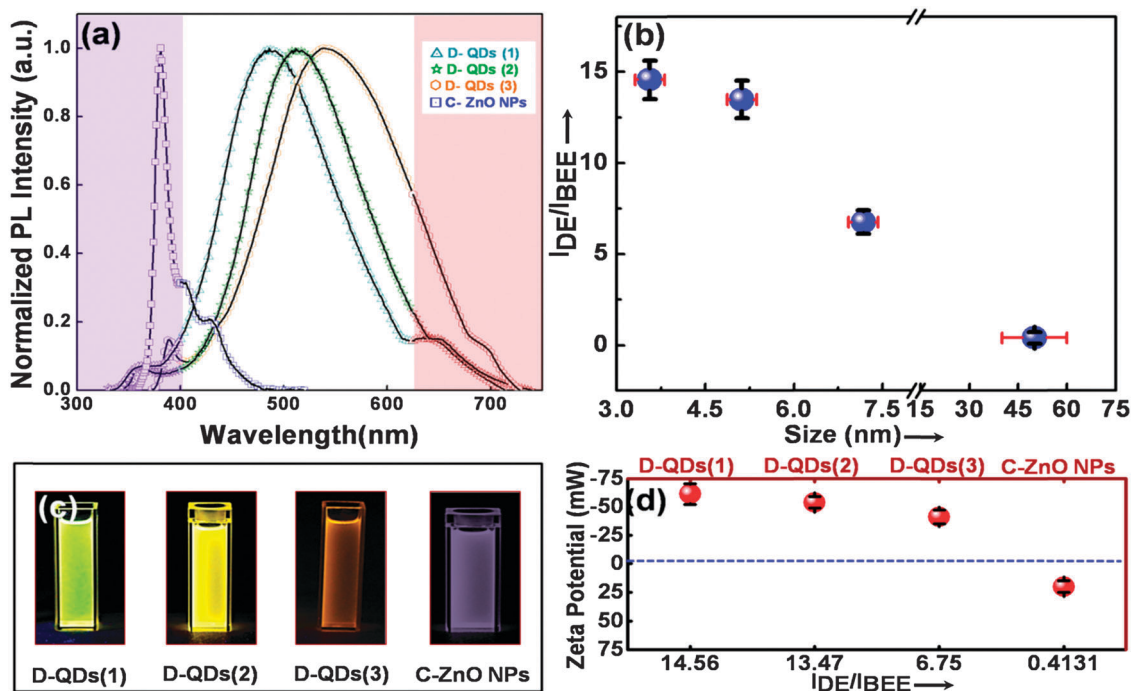 (a)
Normalized PL Intensity (a.u.)
1.0
0.8
0.6
0.4
0.2
0.0
300 400 500 600 700
Wavelength(nm)
D- QDs (1)
D- QDs (2)
D- QDs (3)
C- ZnO NPs
(b)
IDE/IBEE
15
10
5
0
3.0 4.5 6.0 7.5 15 30 45 60 75
Size (nm)
(c)
D-QDs(1) D-QDs(2) D-QDs(3) C-ZnO NPs
D-QDs(1) D-QDs(2) D-QDs(3) C-ZnO NPs
(d)
Zeta Potential (mW)
-75
-50
-25
0
25
50
75
14.56 13.47 6.75 0.4131
IDE/IBEE